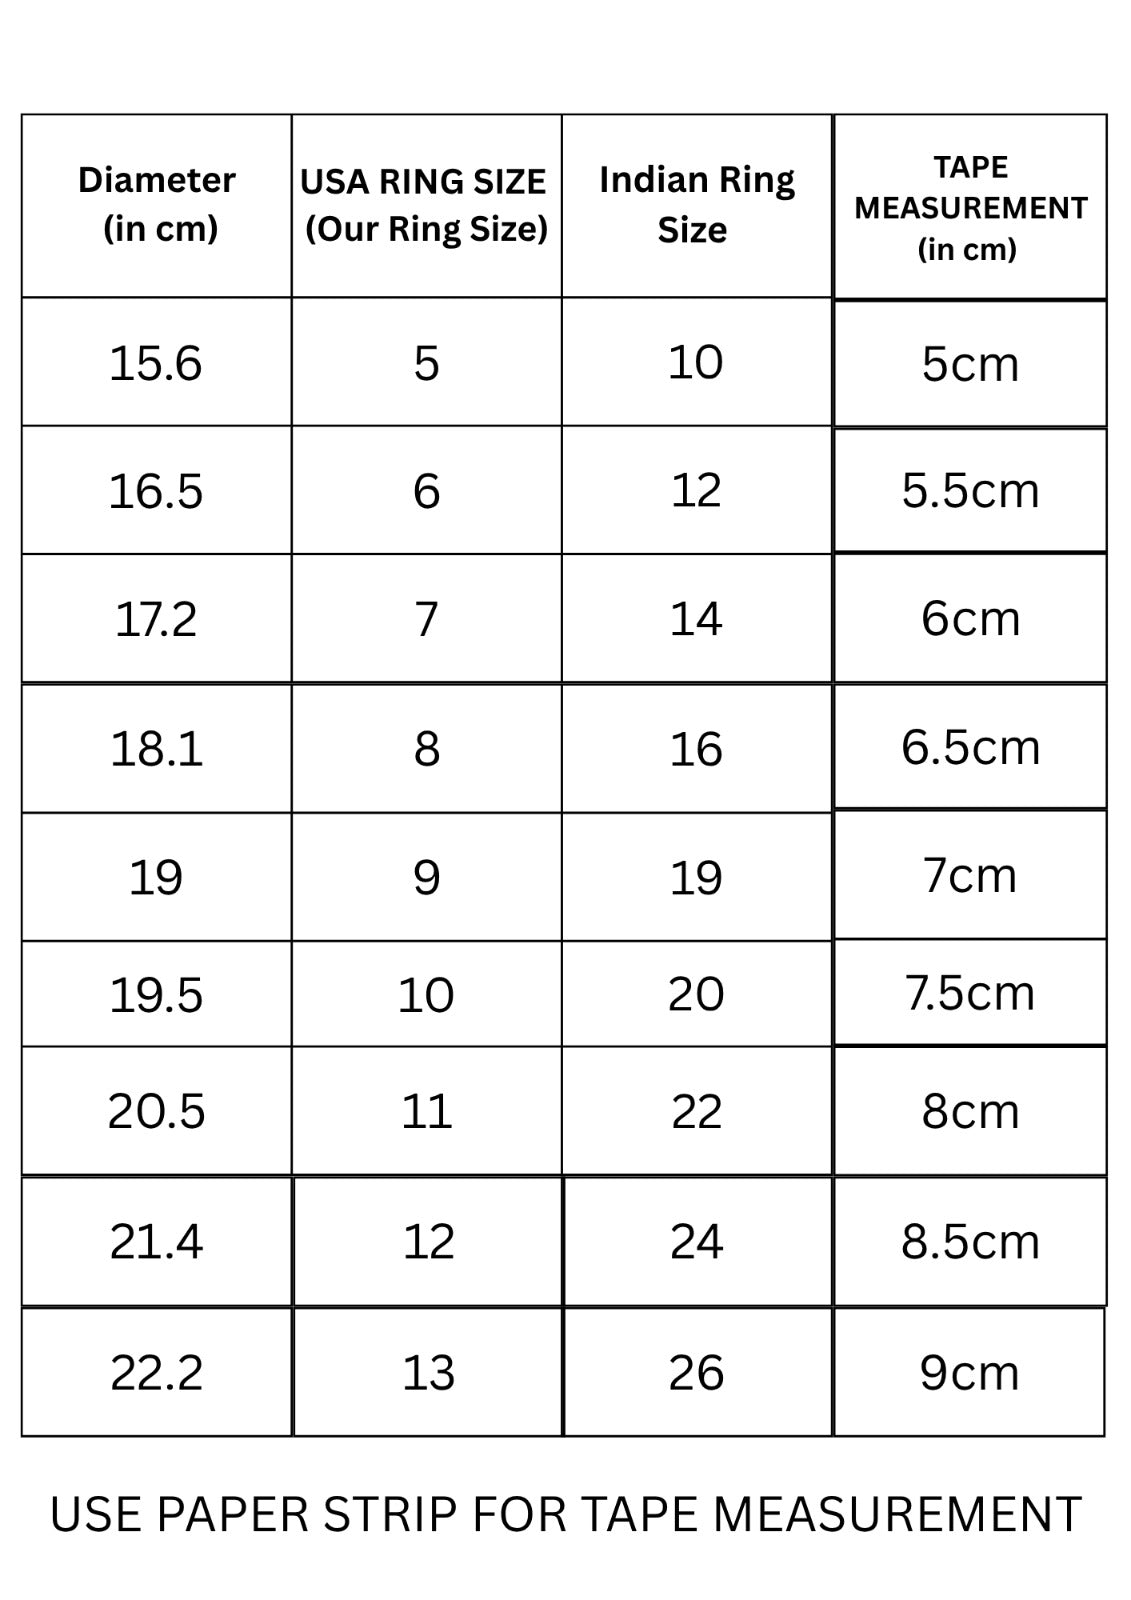 Diameter
(in cm)
USA RING SIZE
(Our Ring Size)
Indian Ring
Size
TAPE
MEASUREMENT
(in cm)
15.6 5 10 5cm
16.5 6 12 5.5cm
17.2 7 14 6cm
18.1 8 16 6.5cm
19 9 19 7cm
19.5 10 20 7.5cm
20.5 11 22 8cm
21.4 12 24 8.5cm
22.2 13 26 9cm
USE PAPER STRIP FOR TAPE MEASUREMENT